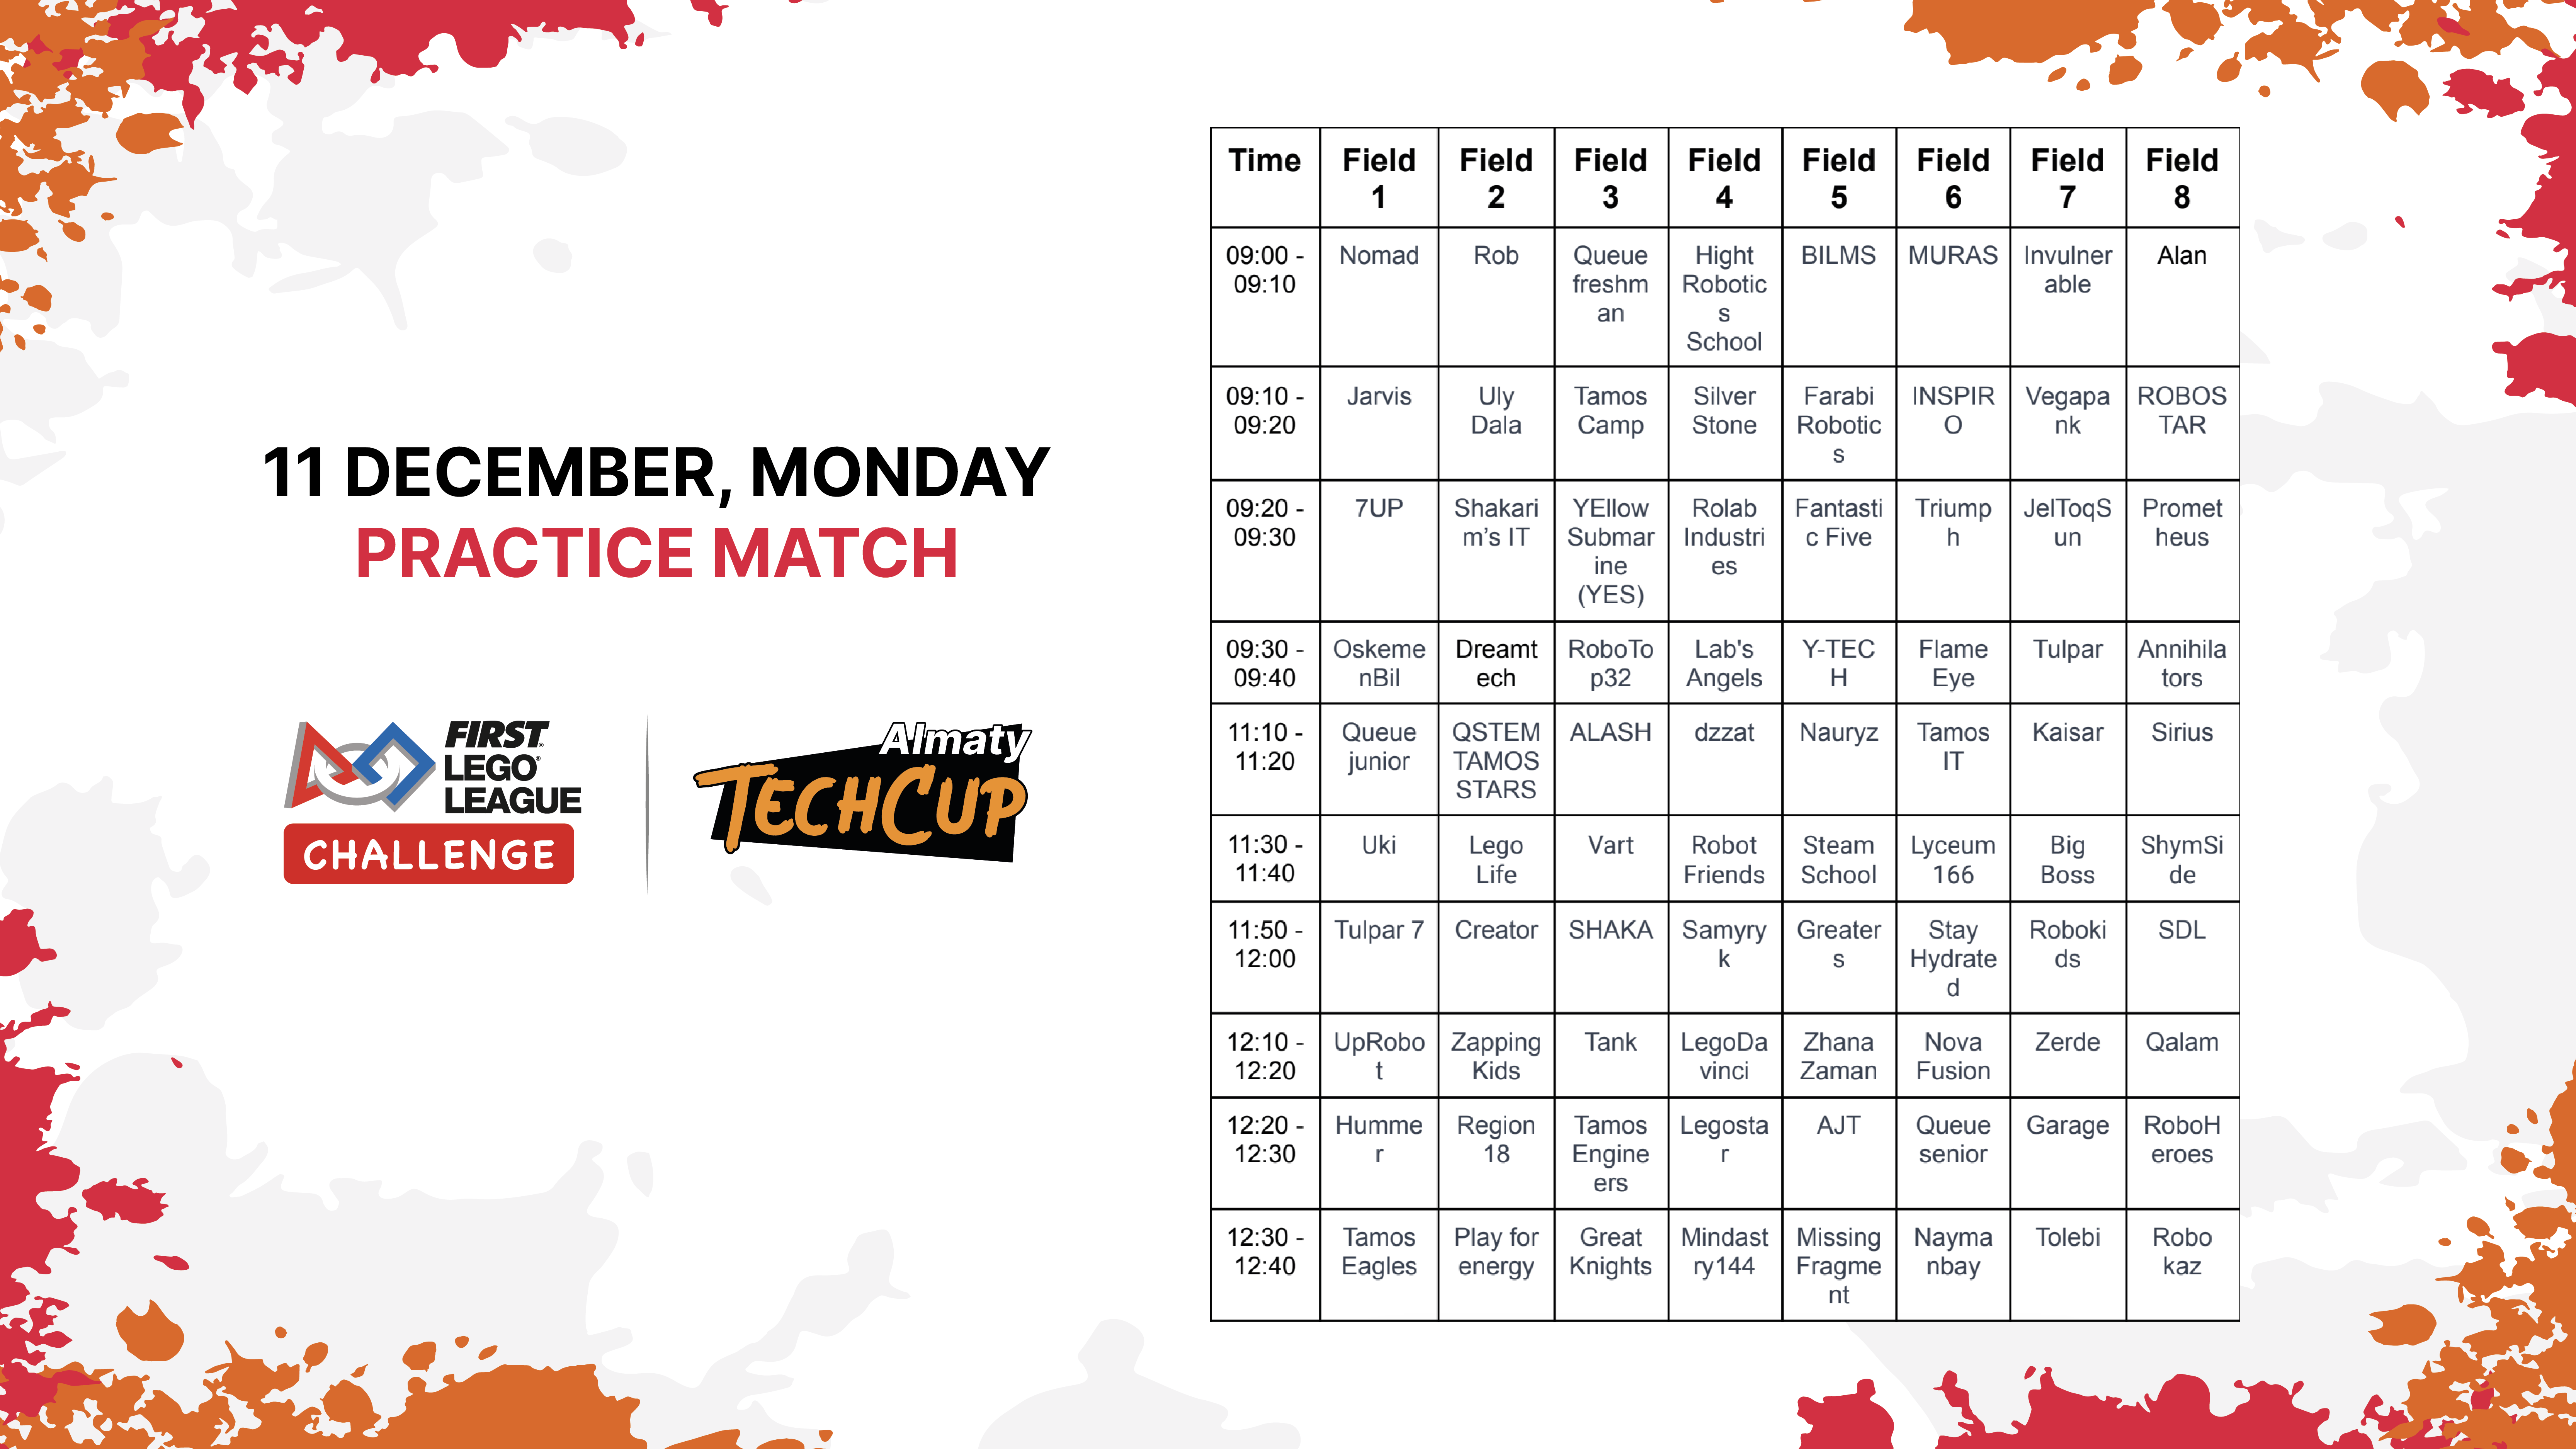 11 DECEMBER, MONDAY
PRACTICE MATCH
FIRST
LEGO
LEAGUE
CHALLENGE
Almaty
TECHCUP
Time Field 1 Field 2 Field 3 Field 4 Field 5 Field 6 Field 7 Field 8
09:00 - 09:10 Nomad Rob Queue freshman Hight Robotics School BILMS MURAS Invulnerable Alan
09:10 - 09:20 Jarvis Uly Dala Tamos Camp Silver Stone Farabi Robotics INSPIRO Vegapank ROBOSTAR
09:20 - 09:30 7UP Shakarim’s IT YEllow Submarine (YES) Rolab Industries Fantastic Five Triumph JelToqSun Prometheus
09:30 - 09:40 OskemenBil Dreamtech RoboTop32 Lab's Angels Y-TECH Flame Eye Tulpar Annihilators
11:10 - 11:20 Queue junior QSTEM TAMOS STARS ALASH dzzat Nauryz Tamos IT Kaisar Sirius
11:30 - 11:40 Uki Lego Life Vart Robot Friends Steam School Lyceum 166 Big Boss ShymSide
11:50 - 12:00 Tulpar 7 Creator SHAKA Samyryk Greaters Stay Hydrated Robokids SDL
12:10 - 12:20 UpRobot Zapping Kids Tank LegoDavinci Zhana Zaman Nova Fusion Zerde Qalam
12:20 - 12:30 Hummer Region 18 Tamos Engineers Legostar AJT Queue senior Garage RoboHeroes
12:30 - 12:40 Tamos Eagles Play for energy Great Knights Mindastry144 Missing Fragment Naymanbay Tolebi Robo kaz